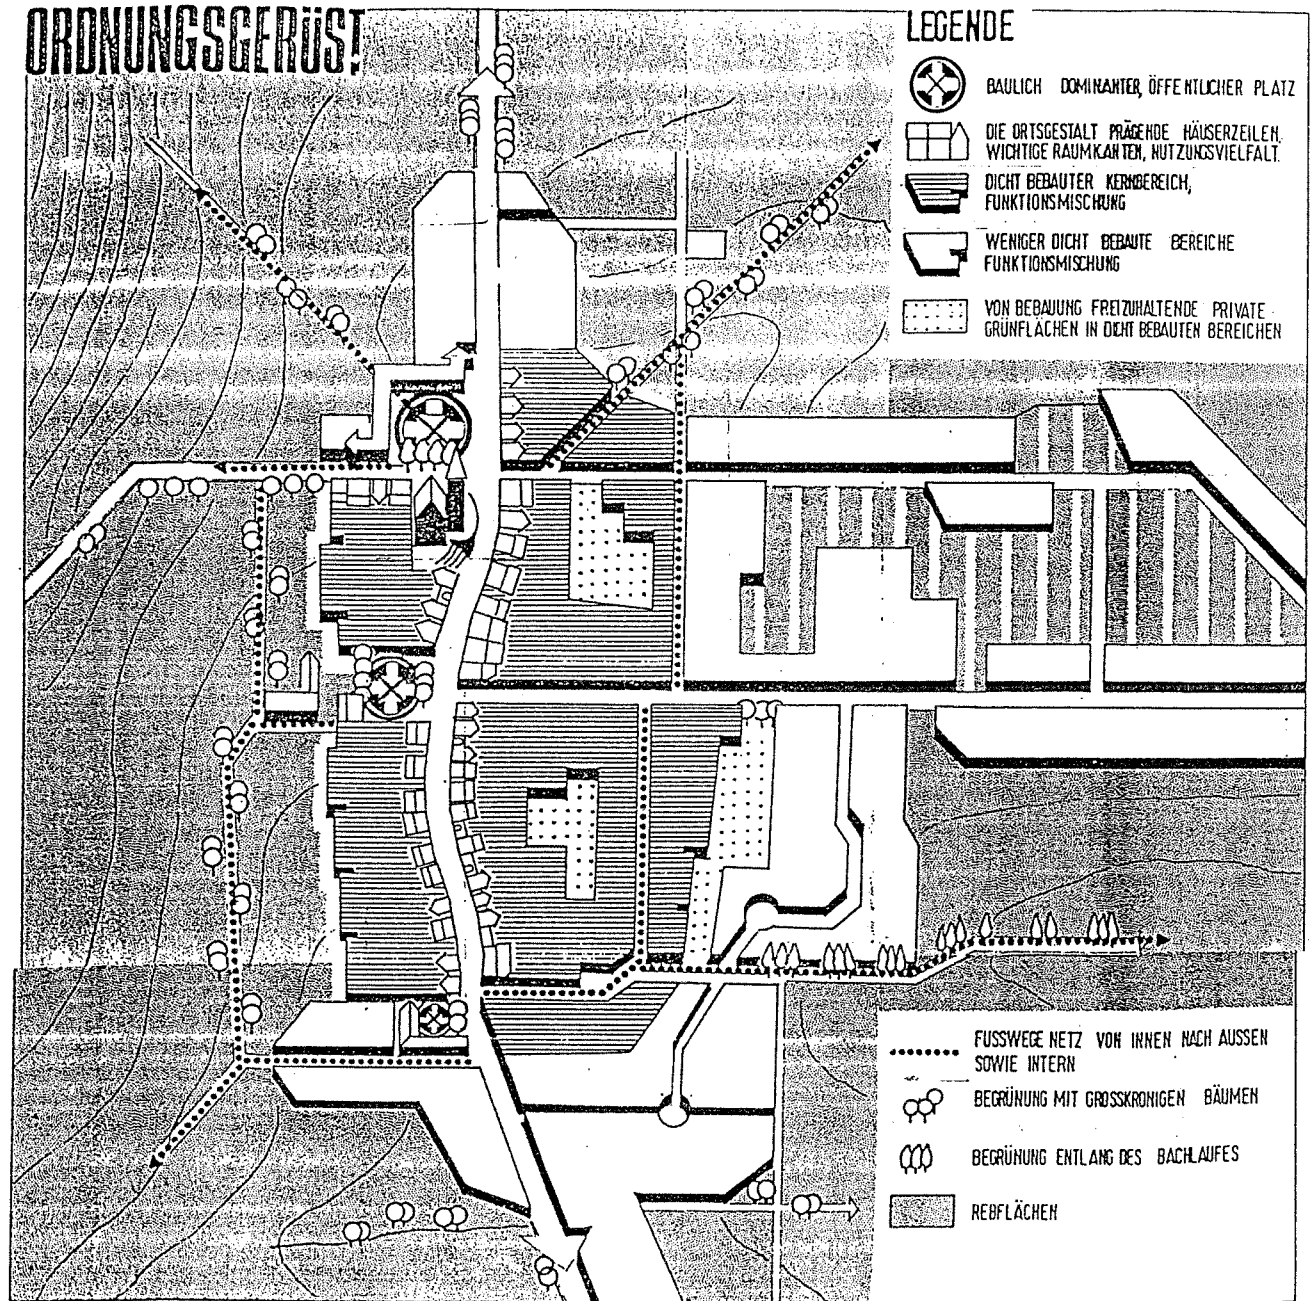 ORDNUNGSGERÜST
LEGENDE
BAULICH DOMINANTER, ÖFFENTLICHER PLATZ
DIE ORTSGESTALT PRÄGENDE HÄUSERZEILEN,
WICHTIGE RAUMKANTEN, NUTZUNGSVIELFALT.
DICHT BEBAUTER KERNBEREICH,
FUNKTIONSMISCHUNG
WENIGER DICHT BEBAUTE BEREICHE
FUNKTIONSMISCHUNG
VON BEBAUUNG FREIZUHALTENDE PRIVATE
GRÜNFLÄCHEN IN DICHT BEBAUTEN BEREICHEN
FUSSWEGE NETZ VON INNEN NACH AUSSEN
SOWIE INTERN
BEGRÜNUNG MIT GROSSKRONIGEN BÄUMEN
BEGRÜNUNG ENTLANG DES BACHLAUFES
REBFLÄCHEN